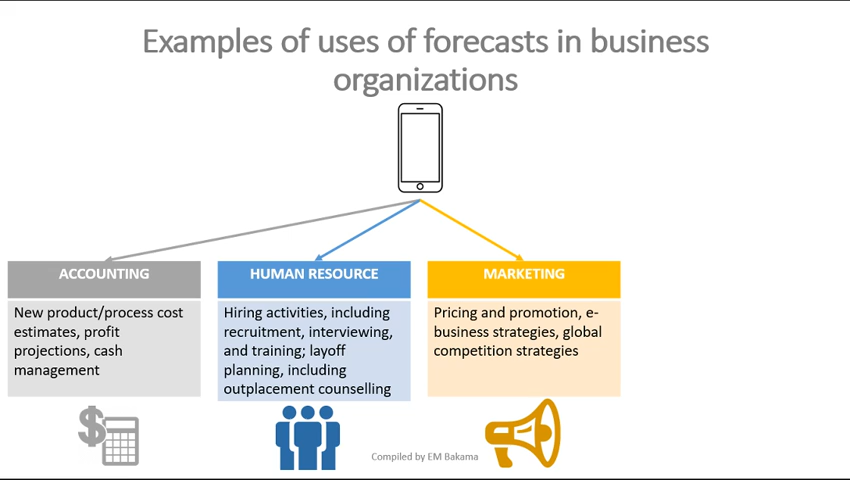 Examples of uses of forecasts in business
organizations
ACCOUNTING
New product/process cost
estimates, profit
projections, cash
management
HUMAN RESOURCE
Hiring activities, including
recruitment, interviewing,
and training; layoff
planning, including
outplacement counselling
MARKETING
Pricing and promotion, e-
business strategies, global
competition strategies
$
Compiled by EM Bakama